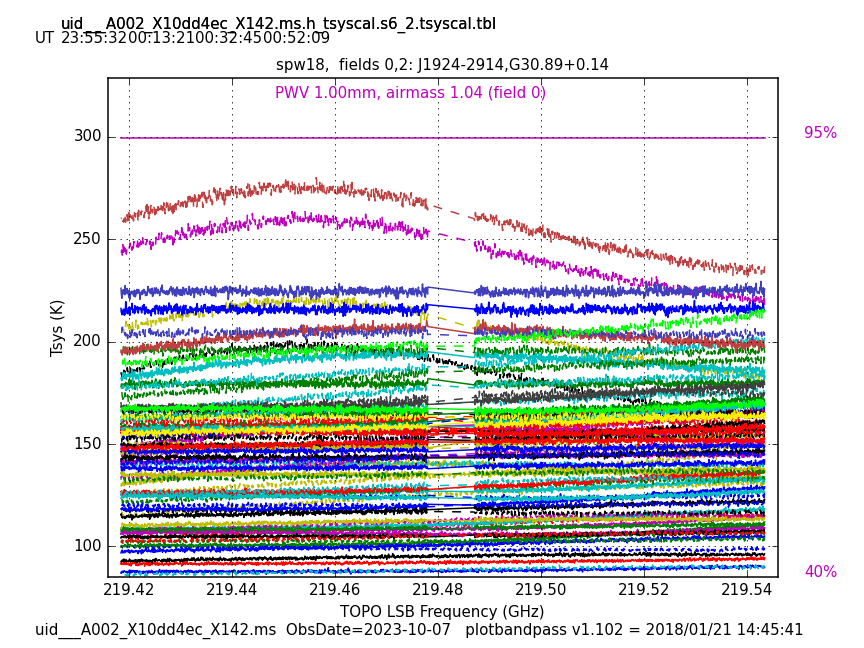 uid___A002_X10dd4ec_X142.ms.h_tsyscal.s6_2.tsyscal.tbl
UT 23:55:3200:13:2100:32:4500:52:09
spw18,  fields 0,2: J1924-2914,G30.89+0.14
PWV 1.00mm, airmass 1.04 (field 0)
95%
300
250
200
150
100
Tsys (K)
40%
219.42 219.44 219.46 219.48 219.50 219.52 219.54
TOPO LSB Frequency (GHz)
uid___A002_X10dd4ec_X142.ms  ObsDate=2023-10-07   plotbandpass v1.102 = 2018/01/21 14:45:41